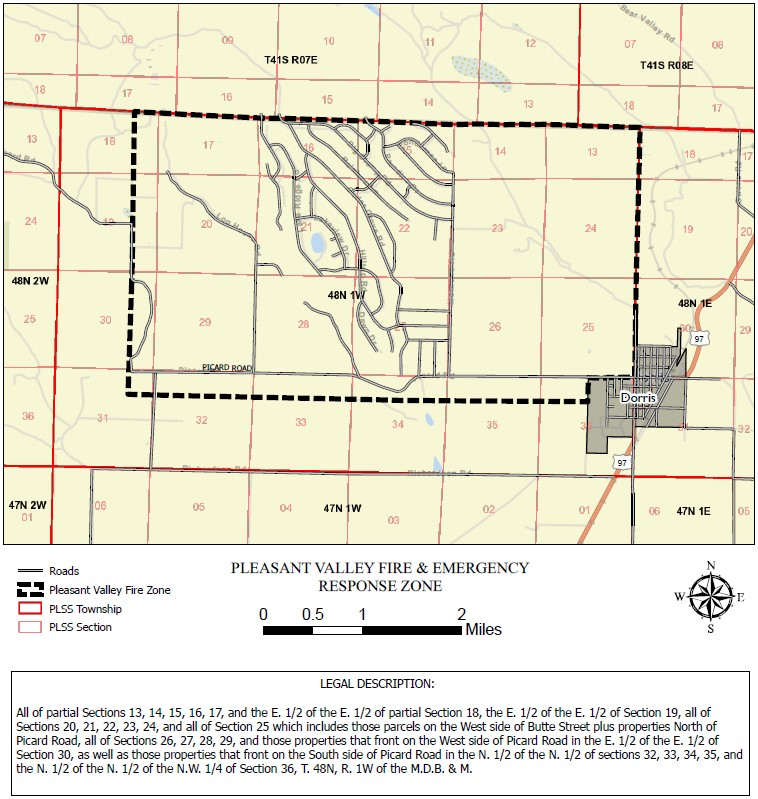 Bear Valley Rd
07
08
09
10
11
12
07
08
T41S R07E
T41S R08E
18
17
16
15
14
13
18
17
13
18
17
16
15
14
13
18
17
24
19
20
21
22
23
24
19
20
48N 2W
48N 1W
48N 1E
25
30
29
28
26
25
30
29
97
PICARD ROAD
Dorris
36
31
32
33
34
35
36
31
32
97
Richardson Rd
47N 2W
01
06
05
04
47N 1W
03
02
01
06
47N 1E
05
Roads
Pleasant Valley Fire Zone
PLSS Township
PLSS Section
PLEASANT VALLEY FIRE & EMERGENCY
RESPONSE ZONE
0 0.5 1 2
Miles
N
W E
S
LEGAL DESCRIPTION:
All of partial Sections 13, 14, 15, 16, 17, and the E. 1/2 of the E. 1/2 of partial Section 18, the E. 1/2 of the E. 1/2 of Section 19, all of
Sections 20, 21, 22, 23, 24, and all of Section 25 which includes those parcels on the West side of Butte Street plus properties North of
Picard Road, all of Sections 26, 27, 28, 29, and those properties that front on the West side of Picard Road in the E. 1/2 of the E. 1/2 of
Section 30, as well as those properties that front on the South side of Picard Road in the N. 1/2 of the N. 1/2 of sections 32, 33, 34, 35, and
the N. 1/2 of the N. 1/2 of the N.W. 1/4 of Section 36, T. 48N, R. 1W of the M.D.B. & M.